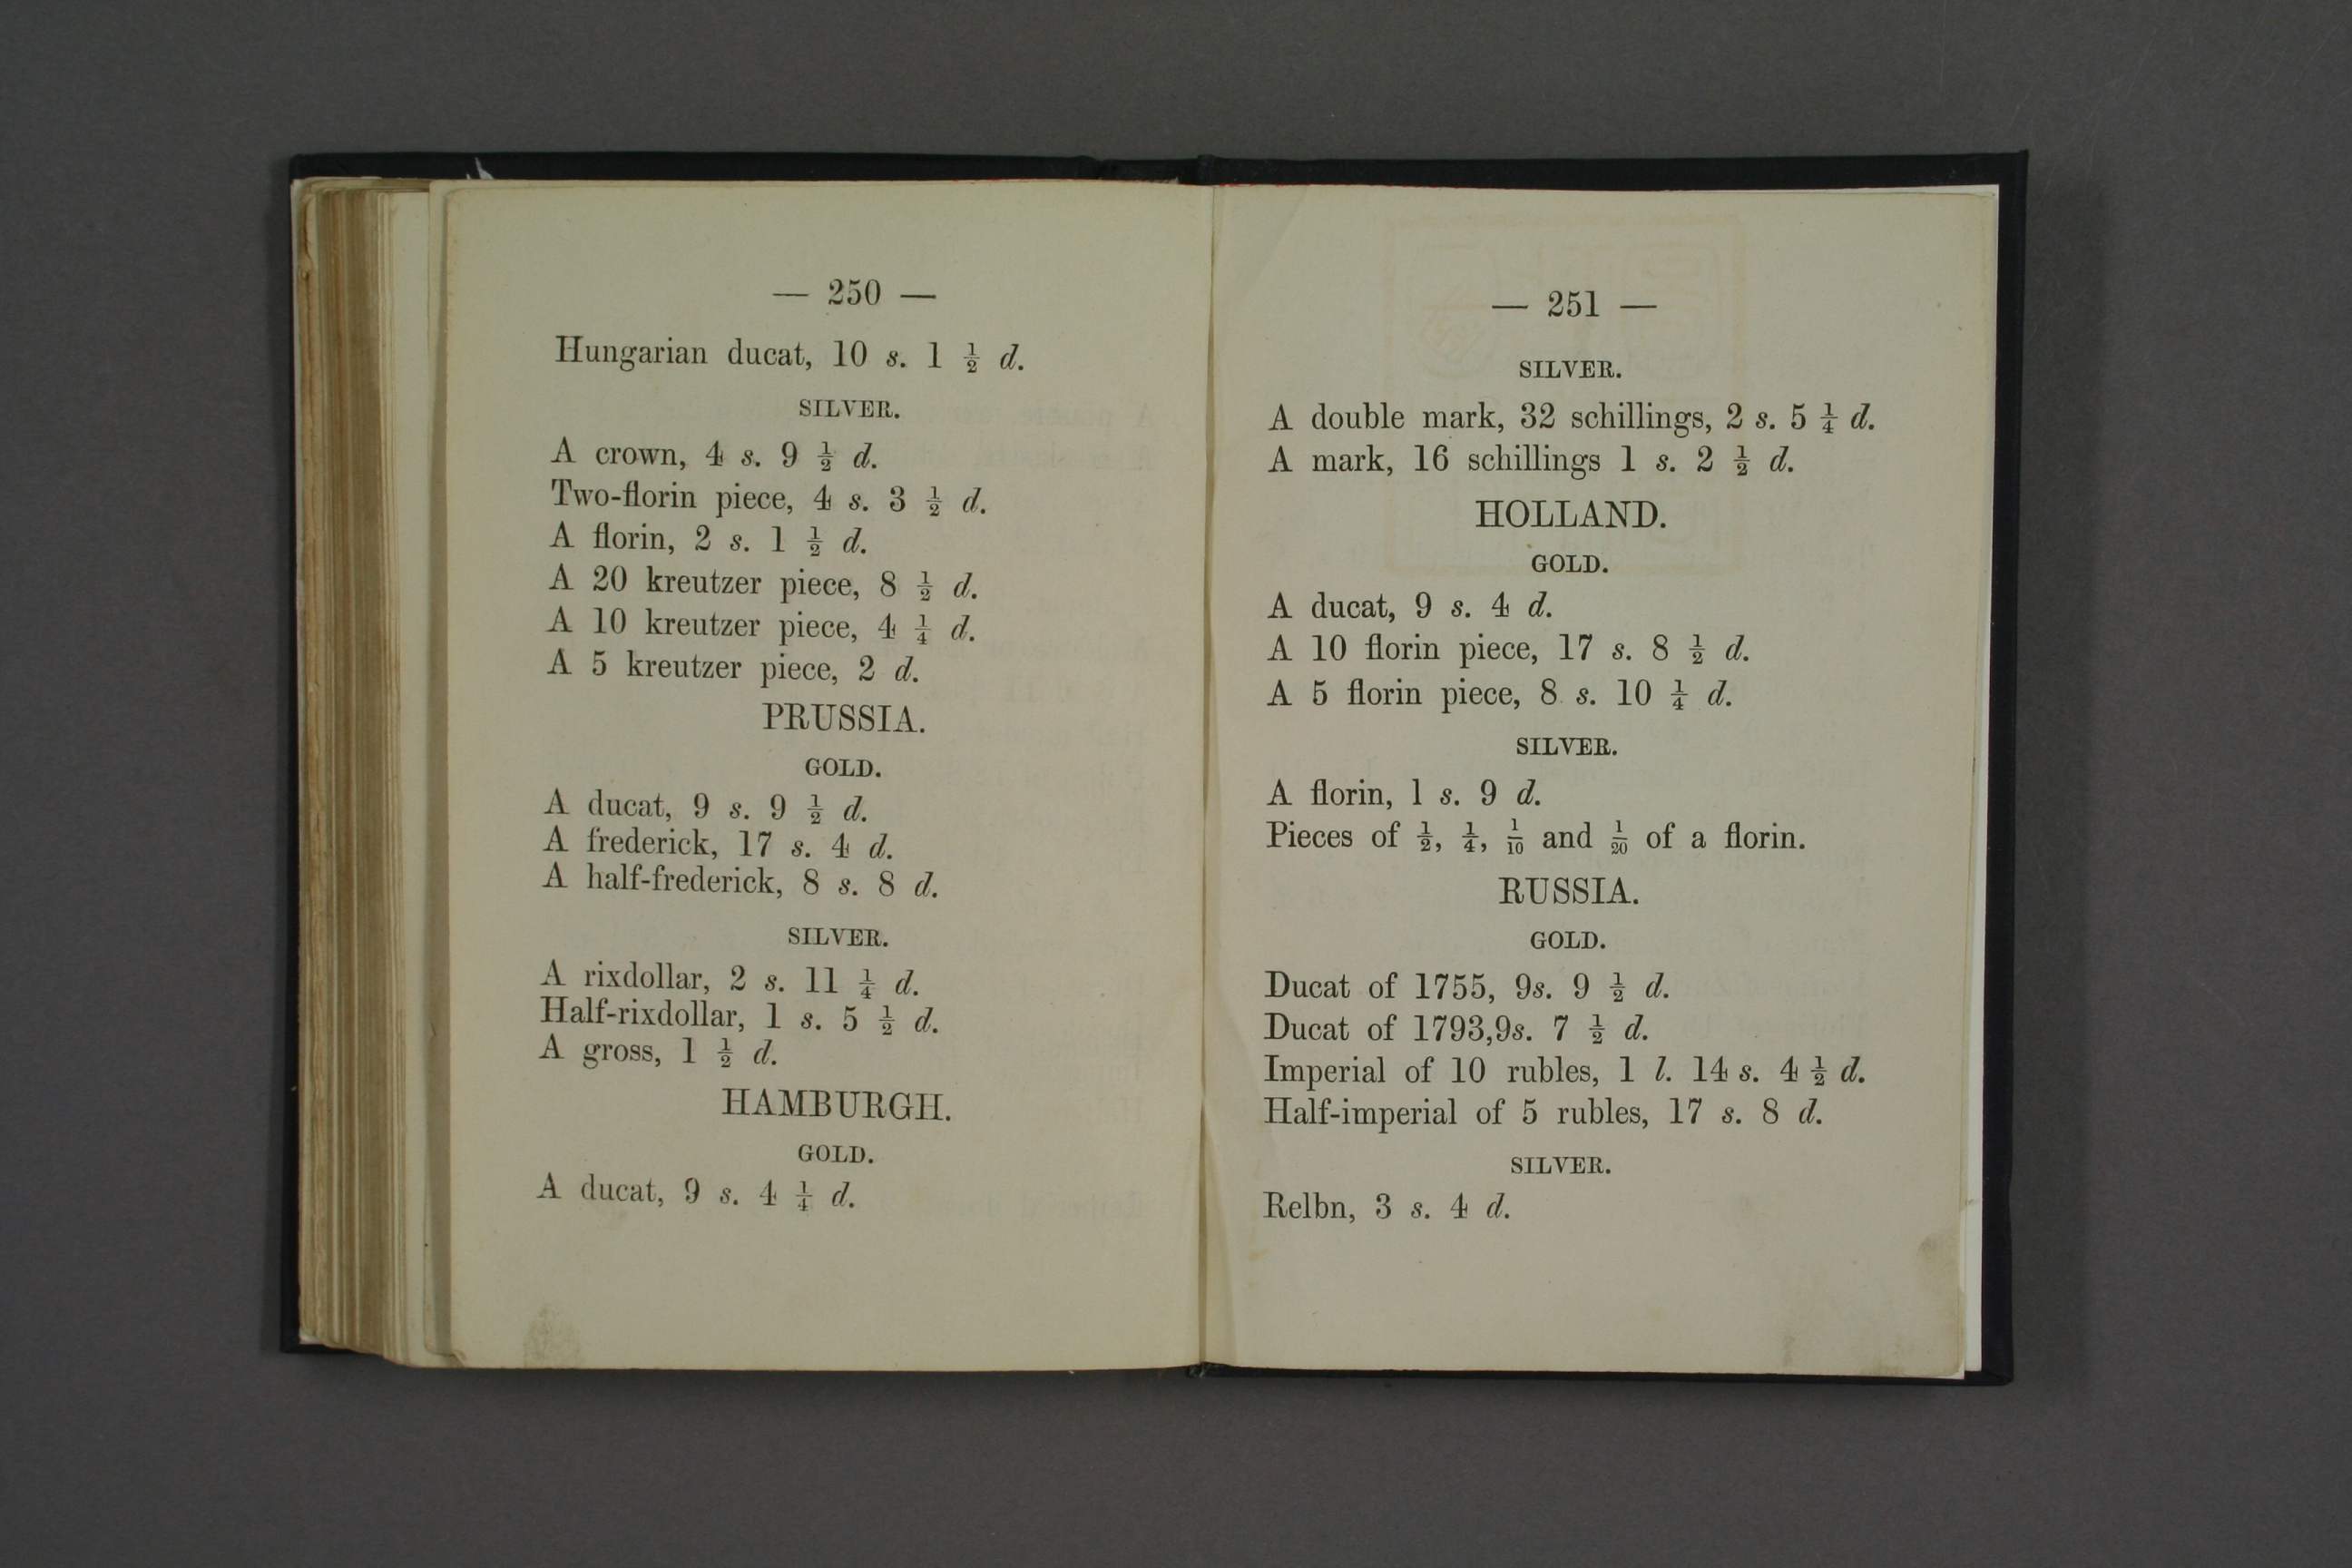 — 250 —
Hungarian ducat, 10 s. 1 ½ d.
SILVER.
A crown, 4 s. 9 ½ d.
Two-florin piece, 4 s. 3 ½ d.
A florin, 2 s. 1 ½ d.
A 20 kreutzer piece, 8 ½ d.
A 10 kreutzer piece, 4 ¼ d.
A 5 kreutzer piece, 2 d.
PRUSSIA.
GOLD.
A ducat, 9 s. 9 ½ d.
A frederick, 17 s. 4 d.
A half-frederick, 8 s. 8 d.
SILVER.
A rixdollar, 2 s. 11 ¼ d.
Half-rixdollar, 1 s. 5 ½ d.
A gross, 1 ½ d.
HAMBURGH.
GOLD.
A ducat, 9 s. 4 ¼ d.
— 251 —
SILVER.
A double mark, 32 schillings, 2 s. 5 ¼ d.
A mark, 16 schillings 1 s. 2 ½ d.
HOLLAND.
GOLD.
A ducat, 9 s. 4 d.
A 10 florin piece, 17 s. 8 ½ d.
A 5 florin piece, 8 s. 10 ¼ d.
SILVER.
A florin, 1 s. 9 d.
Pieces of ½, ¼, 1/10 and 1/20 of a florin.
RUSSIA.
GOLD.
Ducat of 1755, 9s. 9 ½ d.
Ducat of 1793,9s. 7 ½ d.
Imperial of 10 rubles, 1 l. 14 s. 4 ½ d.
Half-imperial of 5 rubles, 17 s. 8 d.
SILVER.
Relbn, 3 s. 4 d.